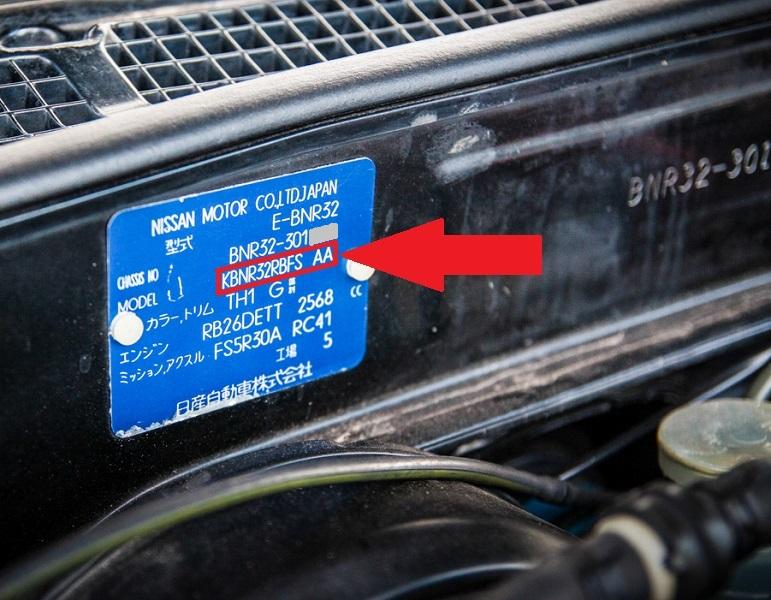 NISSAN MOTOR CO.,LTD.JAPAN
型式 E-BNR32
CHASSIS NO BNR32-301
MODEL KBNR32RBFS AA
カラー,トリム TH1 G
エンジン RB26DETT 2568 CC
ミッション,アクスル FS5R30A RC41
工場 5
日産自動車株式会社
BNR32-301